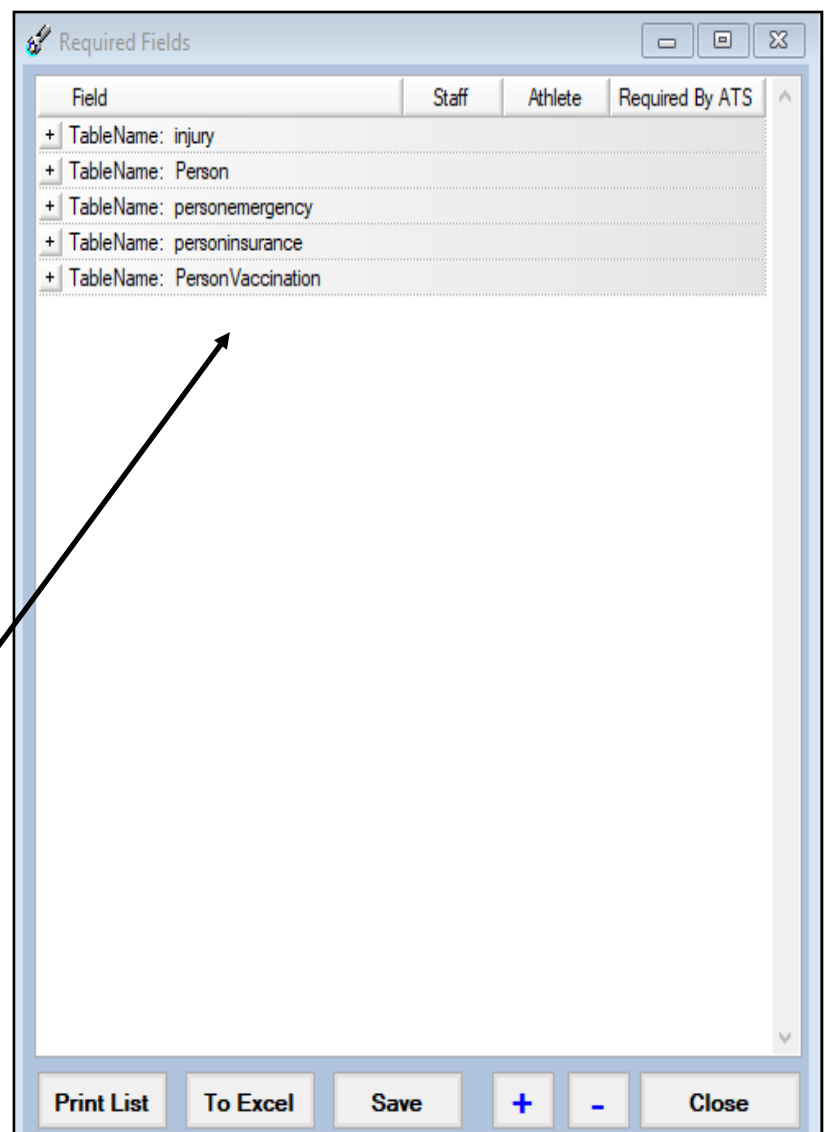 Required Fields
Field Staff Athlete Required By ATS
+ TableName: injury
+ TableName: Person
+ TableName: personemergency
+ TableName: personinsurance
+ TableName: PersonVaccination
Print List To Excel Save + - Close